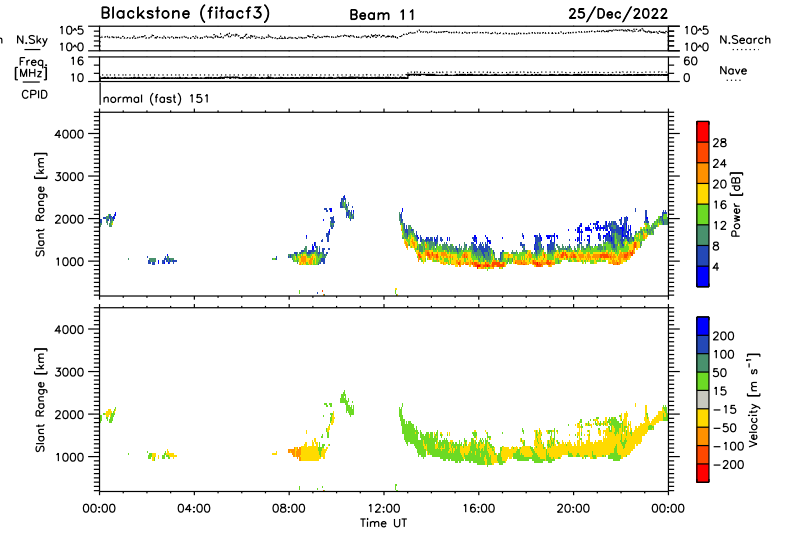 Blackstone (fitacf3) Beam 11 25/Dec/2022
n N.Sky 10^5 10^5 N.Search
10^0 10^0
Freq. 16 60 Nave
[MHz] 10 0
CPID
normal (fast) 151
4000
3000
2000
1000
Slant Range [km]
28
24
20
16
12
8
4
Power [dB]
4000
3000
2000
1000
Slant Range [km]
200
100
50
15
-15
-50
-100
-200
Velocity [m s⁻¹]
00:00 04:00 08:00 12:00 16:00 20:00 00:00
Time UT